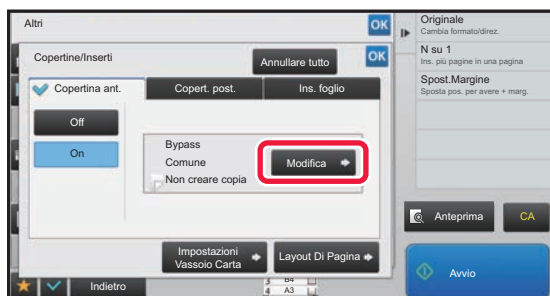 Altri
OK
Copertine/Inserti
Annullare tutto
OK
Copertina ant.
Copert. post.
Ins. foglio
Off
On
Bypass
Comune
Non creare copia
Modifica
Impostazioni
Vassoio Carta
Layout Di Pagina
Indietro
B4
4 A3
Originale
Cambia formato/direz.
N su 1
Ins. più pagine in una pagina
Spost.Margine
Sposta pos. per avere + marg.
Anteprima
CA
Avvio